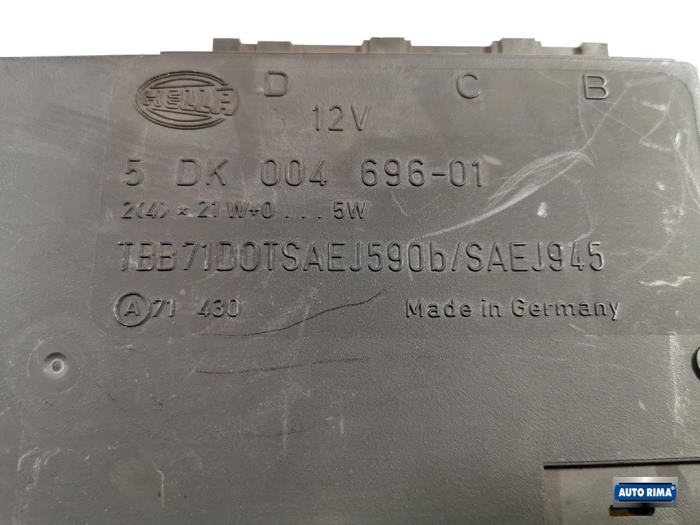 HELLA D C B
12V
5 DK 004 696-01
2(4) × 21W+0...5W
TBB71DOTSAEJ590b/SAEJ945
A 71 430 Made in Germany
AUTO RIMA